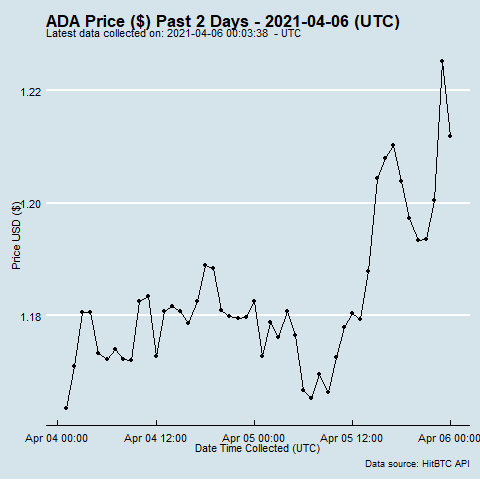 ADA Price ($) Past 2 Days - 2021-04-06 (UTC)
Latest data collected on: 2021-04-06 00:03:38 - UTC
1.22
1.20
Price USD ($)
1.18
Apr 04 00:00 Apr 04 12:00 Apr 05 00:00 Apr 05 12:00 Apr 06 00:00
Date Time Collected (UTC)
Data source: HitBTC API